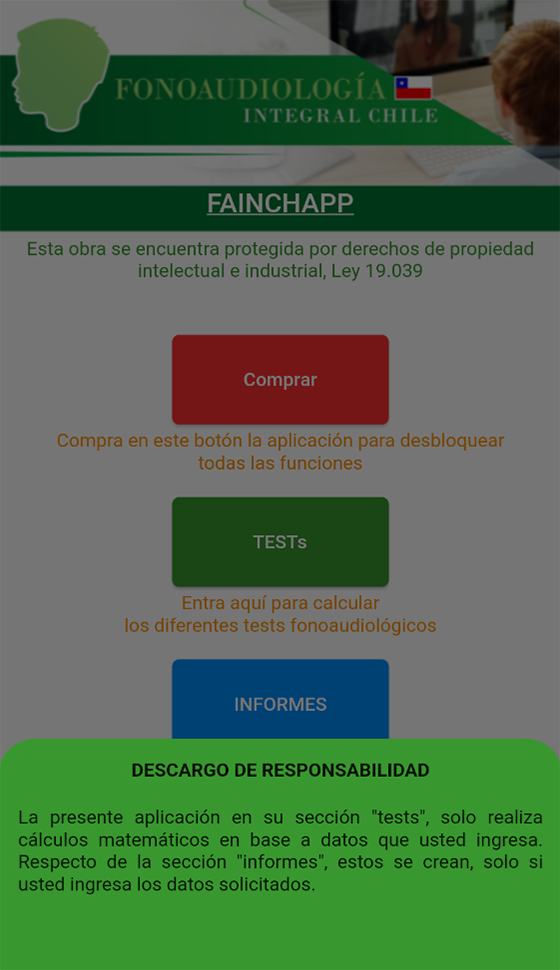 FONOAUDIOLOGÍA
INTEGRAL CHILE
FAINCHAPP
Esta obra se encuentra protegida por derechos de propiedad
intelectual e industrial, Ley 19.039
Comprar
Compra en este botón la aplicación para desbloquear
todas las funciones
TESTs
Entra aquí para calcular
los diferentes tests fonoaudiológicos
INFORMES
DESCARGO DE RESPONSABILIDAD
La presente aplicación en su sección "tests", solo realiza
cálculos matemáticos en base a datos que usted ingresa.
Respecto de la sección "informes", estos se crean, solo si
usted ingresa los datos solicitados.